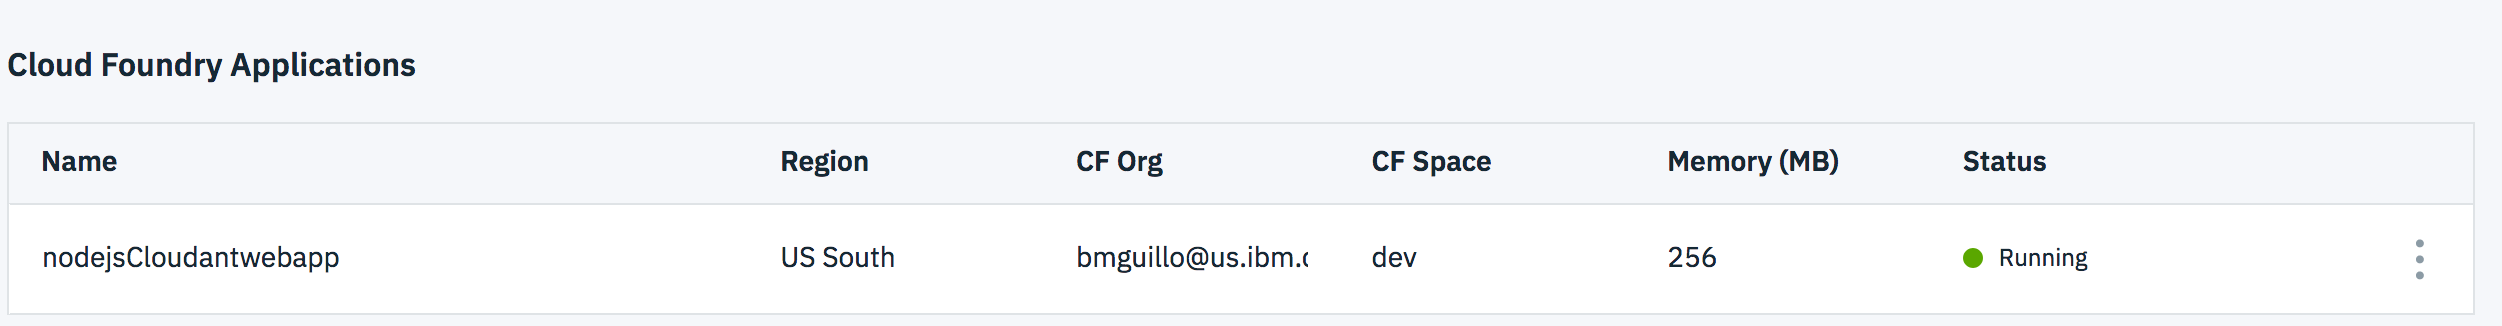 Cloud Foundry Applications
Name Region CF Org CF Space Memory (MB) Status
nodejsCloudantwebapp US South bmguillo@us.ibm. dev 256 Running